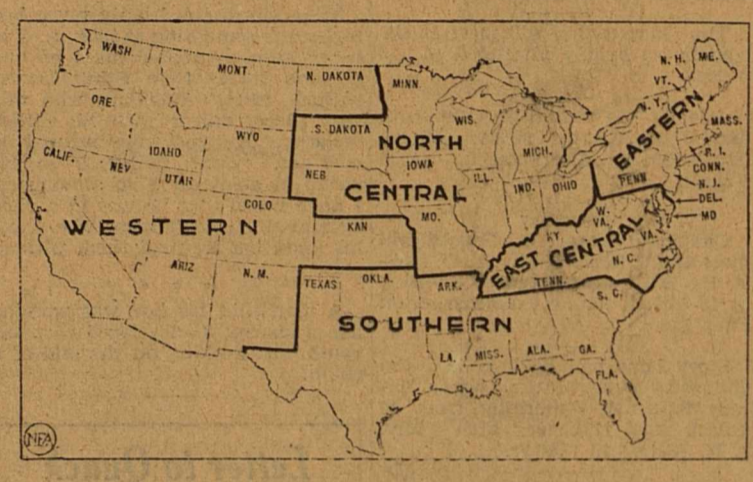 WASH.
MONT.
N. DAKOTA
MINN.
N. H.
ME.
VT.
ORE.
N. Y.
MASS.
IDAHO
WYO
S. DAKOTA
WIS.
MICH.
EASTERN
R. I.
CONN.
N. J.
DEL.
MD
CALIF.
NEV
UTAH
NEB
NORTH
CENTRAL
IOWA
ILL.
IND.
OHIO
PENN
COLO
KAN
MO.
KY
W.
VA.
VA.
WESTERN
EAST CENTRAL
N. C.
ARIZ
N. M.
TEXAS
OKLA.
ARK.
TENN.
S. C.
SOUTHERN
LA.
MISS.
ALA.
GA.
FLA.
NEA